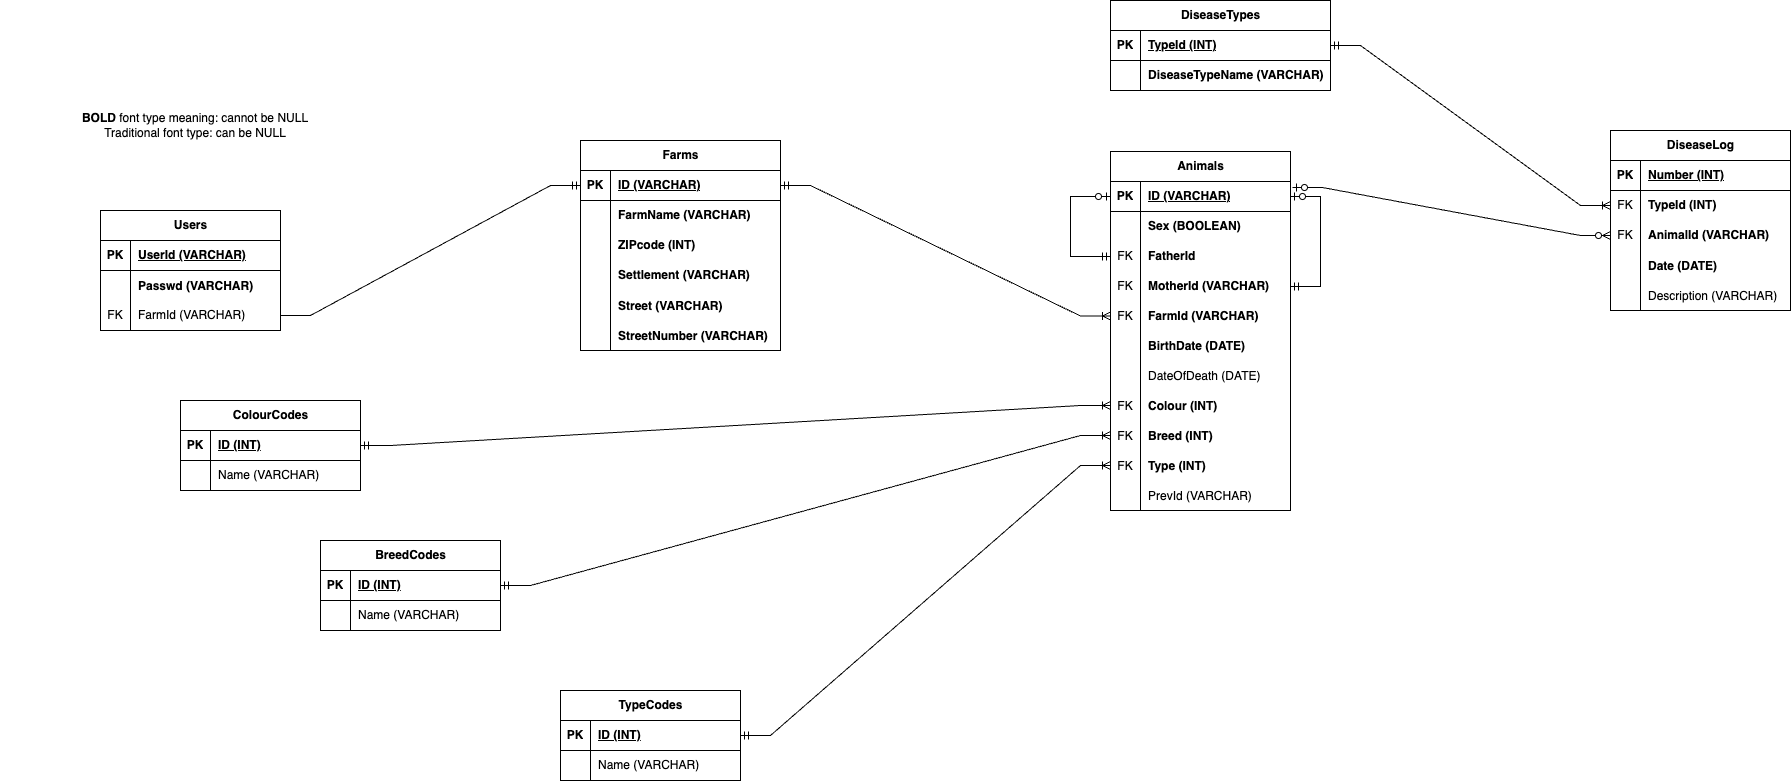 DiseaseTypes
PK TypeId (INT)
DiseaseTypeName (VARCHAR)
BOLD font type meaning: cannot be NULL
Traditional font type: can be NULL
Farms
PK ID (VARCHAR)
FarmName (VARCHAR)
ZIPcode (INT)
Settlement (VARCHAR)
Street (VARCHAR)
StreetNumber (VARCHAR)
Animals
PK ID (VARCHAR)
Sex (BOOLEAN)
FK FatherId
FK MotherId (VARCHAR)
FK FarmId (VARCHAR)
BirthDate (DATE)
DateOfDeath (DATE)
FK Colour (INT)
FK Breed (INT)
FK Type (INT)
PrevId (VARCHAR)
DiseaseLog
PK Number (INT)
FK TypeId (INT)
FK AnimalId (VARCHAR)
Date (DATE)
Description (VARCHAR)
Users
PK UserId (VARCHAR)
Passwd (VARCHAR)
FK FarmId (VARCHAR)
ColourCodes
PK ID (INT)
Name (VARCHAR)
BreedCodes
PK ID (INT)
Name (VARCHAR)
TypeCodes
PK ID (INT)
Name (VARCHAR)